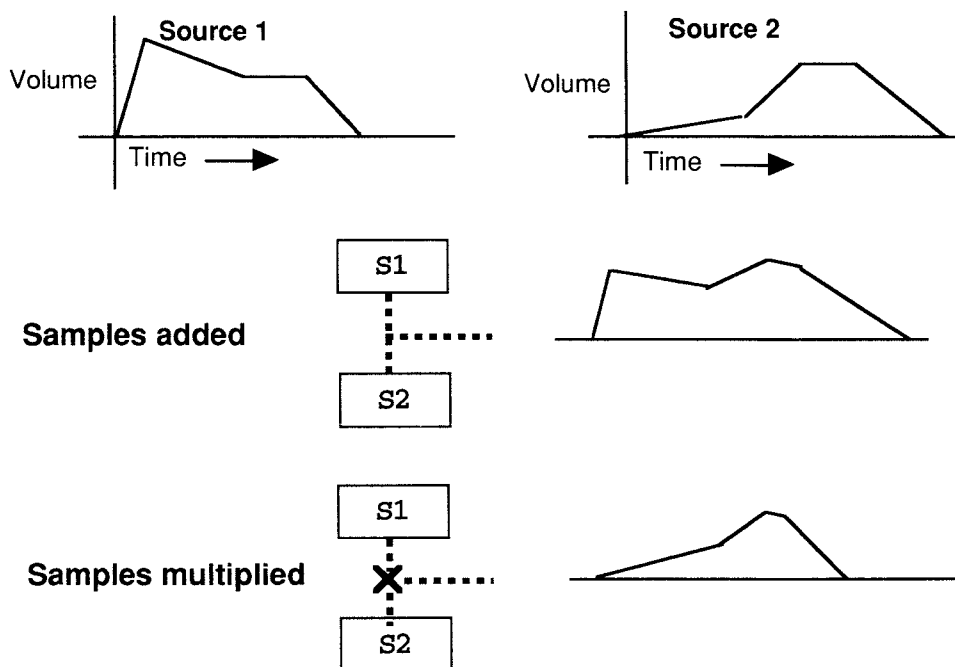 Source 1
Volume
Time
Source 2
Volume
Time
S1
Samples added
S2
S1
Samples multiplied
S2